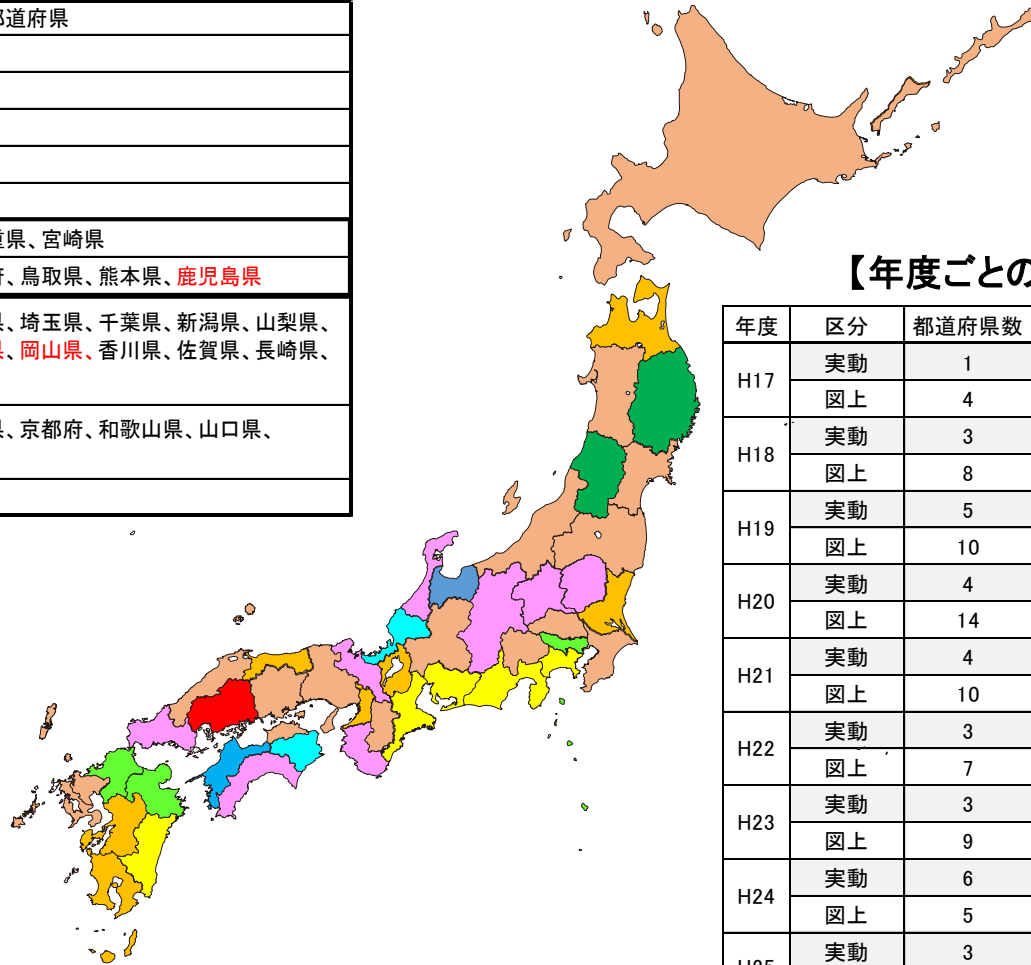 都道府県
重県、宮崎県
府、鳥取県、熊本県、鹿児島県
県、埼玉県、千葉県、新潟県、山梨県、
県、岡山県、香川県、佐賀県、長崎県、
県、京都府、和歌山県、山口県、
【年度ごとの
年度 区分 都道府県数
H17 実動 1
図上 4
H18 実動 3
図上 8
H19 実動 5
図上 10
H20 実動 4
図上 14
H21 実動 4
図上 10
H22 実動 3
図上 7
H23 実動 3
図上 9
H24 実動 6
図上 5
H25 実動 3